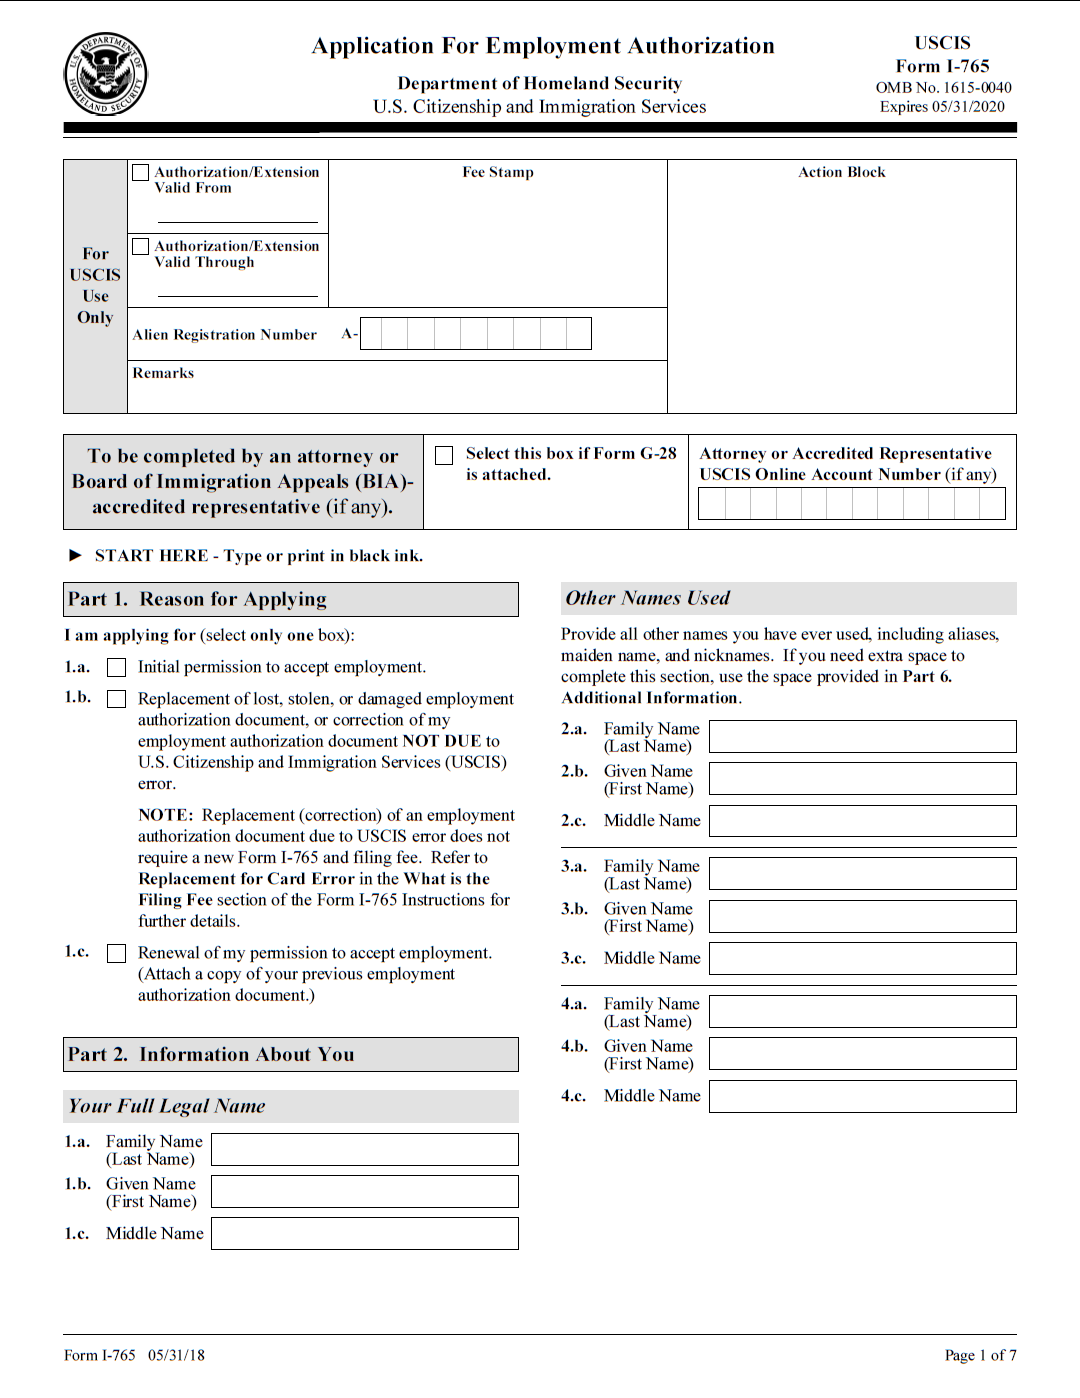 Application For Employment Authorization
Department of Homeland Security
U.S. Citizenship and Immigration Services
USCIS
Form I-765
OMB No. 1615-0040
Expires 05/31/2020
U.S. DEPARTMENT OF HOMELAND SECURITY
For
USCIS
Use
Only
Authorization/Extension
Valid From
Authorization/Extension
Valid Through
Fee Stamp
Action Block
Alien Registration Number A-
Remarks
To be completed by an attorney or
Board of Immigration Appeals (BIA)-
accredited representative (if any).
Select this box if Form G-28
is attached.
Attorney or Accredited Representative
USCIS Online Account Number (if any)
► START HERE - Type or print in black ink.
Part 1. Reason for Applying
I am applying for (select only one box):
1.a. Initial permission to accept employment.
1.b. Replacement of lost, stolen, or damaged employment
authorization document, or correction of my
employment authorization document NOT DUE to
U.S. Citizenship and Immigration Services (USCIS)
error.
NOTE: Replacement (correction) of an employment
authorization document due to USCIS error does not
require a new Form I-765 and filing fee. Refer to
Replacement for Card Error in the What is the
Filing Fee section of the Form I-765 Instructions for
further details.
1.c. Renewal of my permission to accept employment.
(Attach a copy of your previous employment
authorization document.)
Part 2. Information About You
Your Full Legal Name
1.a. Family Name
(Last Name)
1.b. Given Name
(First Name)
1.c. Middle Name
Other Names Used
Provide all other names you have ever used, including aliases,
maiden name, and nicknames. If you need extra space to
complete this section, use the space provided in Part 6.
Additional Information.
2.a. Family Name
(Last Name)
2.b. Given Name
(First Name)
2.c. Middle Name
3.a. Family Name
(Last Name)
3.b. Given Name
(First Name)
3.c. Middle Name
4.a. Family Name
(Last Name)
4.b. Given Name
(First Name)
4.c. Middle Name
Form I-765 05/31/18
Page 1 of 7